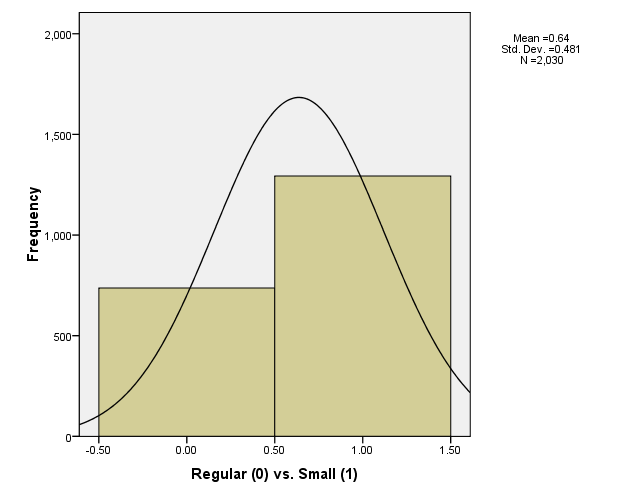 Mean =0.64
Std. Dev. =0.481
N =2,030
2,000
1,500
1,000
500
0
Frequency
-0.50 0.00 0.50 1.00 1.50
Regular (0) vs. Small (1)